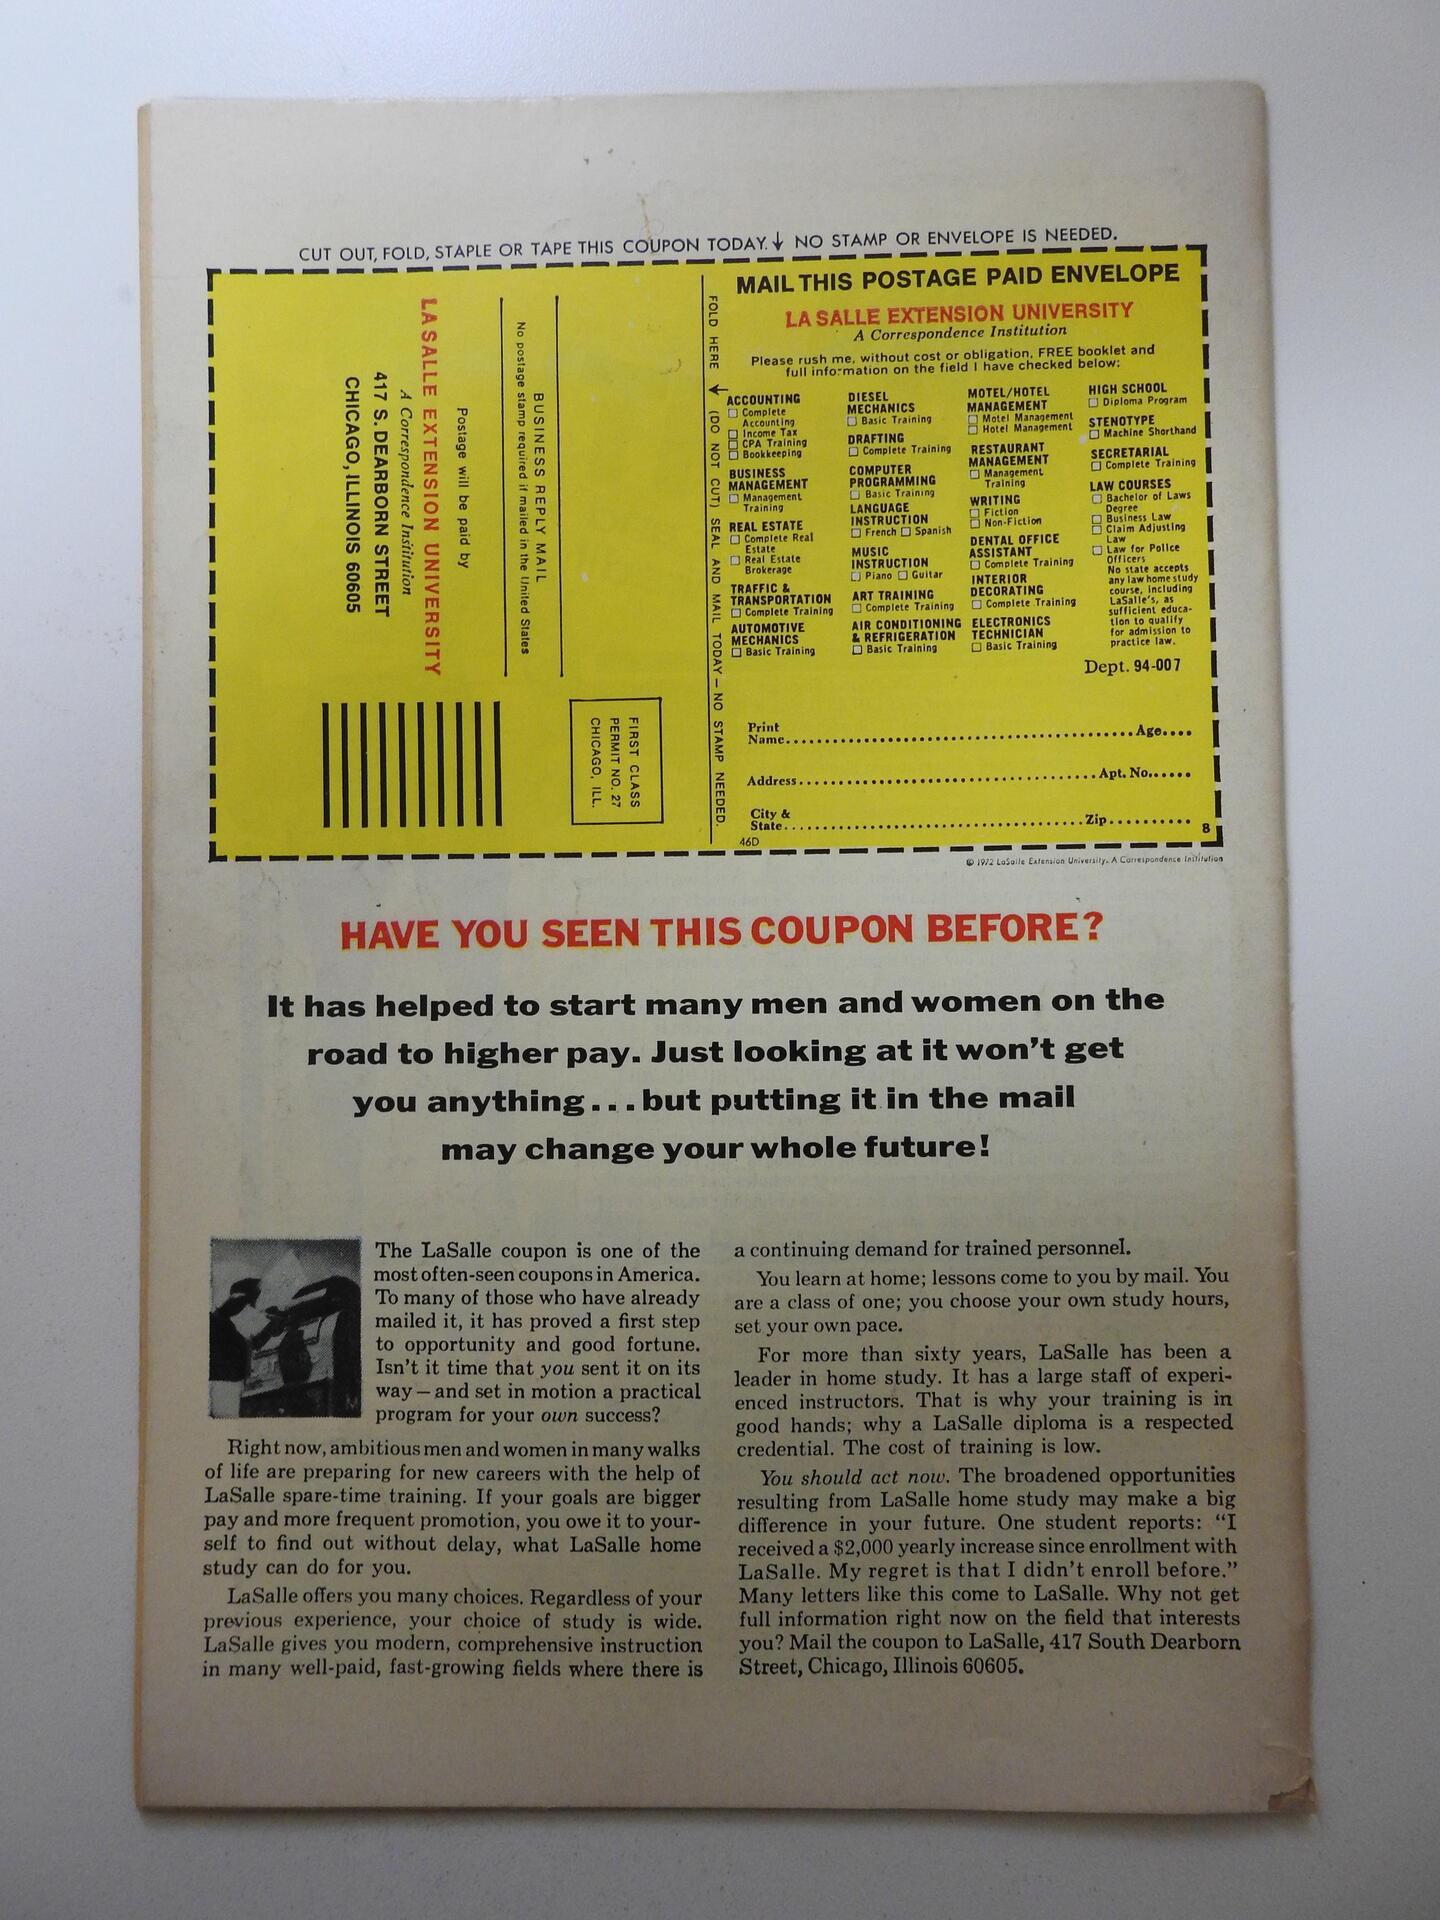 CUT OUT, FOLD, STAPLE OR TAPE THIS COUPON TODAY. ↓ NO STAMP OR ENVELOPE IS NEEDED.
BUSINESS REPLY MAIL
No postage stamp required if mailed in the United States
Postage will be paid by
LA SALLE EXTENSION UNIVERSITY
A Correspondence Institution
417 S. DEARBORN STREET
CHICAGO, ILLINOIS 60605
FIRST CLASS
PERMIT NO. 27
CHICAGO, ILL.
FOLD HERE ↓ (DO NOT CUT) SEAL AND MAIL TODAY — NO STAMP NEEDED.
MAIL THIS POSTAGE PAID ENVELOPE
LA SALLE EXTENSION UNIVERSITY
A Correspondence Institution
Please rush me, without cost or obligation, FREE booklet and
full information on the field I have checked below:
ACCOUNTING
☐ Complete
Accounting
☐ Income Tax
☐ CPA Training
☐ Bookkeeping
BUSINESS
MANAGEMENT
☐ Management
Training
REAL ESTATE
☐ Complete Real
Estate
☐ Real Estate
Brokerage
TRAFFIC &
TRANSPORTATION
☐ Complete Training
AUTOMOTIVE
MECHANICS
☐ Basic Training
DIESEL
MECHANICS
☐ Basic Training
DRAFTING
☐ Complete Training
COMPUTER
PROGRAMMING
☐ Basic Training
LANGUAGE
INSTRUCTION
☐ French ☐ Spanish
MUSIC
INSTRUCTION
☐ Piano ☐ Guitar
ART TRAINING
☐ Complete Training
AIR CONDITIONING
& REFRIGERATION
☐ Basic Training
MOTEL/HOTEL
MANAGEMENT
☐ Motel Management
☐ Hotel Management
RESTAURANT
MANAGEMENT
☐ Management
Training
WRITING
☐ Fiction
☐ Non-Fiction
DENTAL OFFICE
ASSISTANT
☐ Complete Training
INTERIOR
DECORATING
☐ Complete Training
ELECTRONICS
TECHNICIAN
☐ Basic Training
HIGH SCHOOL
☐ Diploma Program
STENOTYPE
☐ Machine Shorthand
SECRETARIAL
☐ Complete Training
LAW COURSES
☐ Bachelor of Laws
Degree
☐ Business Law
☐ Claim Adjusting
Law
☐ Law for Police
Officers
No state accepts
any law home study
course, including
LaSalle's, as
sufficient educa-
tion to qualify
for admission to
practice law.
Dept. 94-007
Print
Name........................................Age....
Address..................................Apt. No......
City &
State..................................Zip..........
46D
8
© 1972 LaSalle Extension University. A Correspondence Institution
HAVE YOU SEEN THIS COUPON BEFORE?
It has helped to start many men and women on the
road to higher pay. Just looking at it won't get
you anything... but putting it in the mail
may change your whole future!
The LaSalle coupon is one of the
most often-seen coupons in America.
To many of those who have already
mailed it, it has proved a first step
to opportunity and good fortune.
Isn't it time that you sent it on its
way — and set in motion a practical
program for your own success?
Right now, ambitious men and women in many walks
of life are preparing for new careers with the help of
LaSalle spare-time training. If your goals are bigger
pay and more frequent promotion, you owe it to your-
self to find out without delay, what LaSalle home
study can do for you.
LaSalle offers you many choices. Regardless of your
previous experience, your choice of study is wide.
LaSalle gives you modern, comprehensive instruction
in many well-paid, fast-growing fields where there is
a continuing demand for trained personnel.
You learn at home; lessons come to you by mail. You
are a class of one; you choose your own study hours,
set your own pace.
For more than sixty years, LaSalle has been a
leader in home study. It has a large staff of experi-
enced instructors. That is why your training is in
good hands; why a LaSalle diploma is a respected
credential. The cost of training is low.
You should act now. The broadened opportunities
resulting from LaSalle home study may make a big
difference in your future. One student reports: "I
received a $2,000 yearly increase since enrollment with
LaSalle. My regret is that I didn't enroll before."
Many letters like this come to LaSalle. Why not get
full information right now on the field that interests
you? Mail the coupon to LaSalle, 417 South Dearborn
Street, Chicago, Illinois 60605.